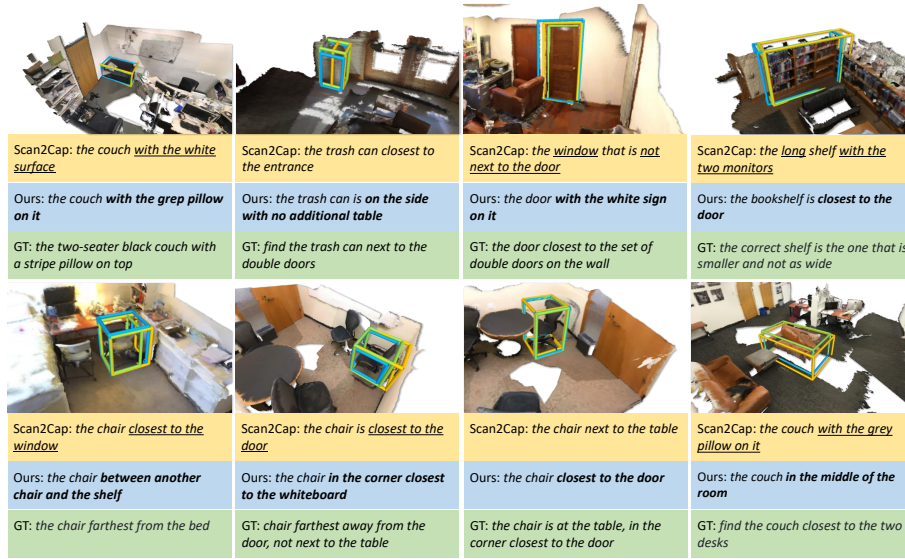 Scan2Cap: the couch with the white
surface
Ours: the couch with the grep pillow
on it
GT: the two-seater black couch with
a stripe pillow on top
Scan2Cap: the trash can closest to
the entrance
Ours: the trash can is on the side
with no additional table
GT: find the trash can next to the
double doors
Scan2Cap: the window that is not
next to the door
Ours: the door with the white sign
on it
GT: the door closest to the set of
double doors on the wall
Scan2Cap: the long shelf with the
two monitors
Ours: the bookshelf is closest to the
door
GT: the correct shelf is the one that is
smaller and not as wide
Scan2Cap: the chair closest to the
window
Ours: the chair between another
chair and the shelf
GT: the chair farthest from the bed
Scan2Cap: the chair is closest to the
door
Ours: the chair in the corner closest
to the whiteboard
GT: chair farthest away from the
door, not next to the table
Scan2Cap: the chair next to the table
Ours: the chair closest to the door
GT: the chair is at the table, in the
corner closest to the door
Scan2Cap: the couch with the grey
pillow on it
Ours: the couch in the middle of the
room
GT: find the couch closest to the two
desks